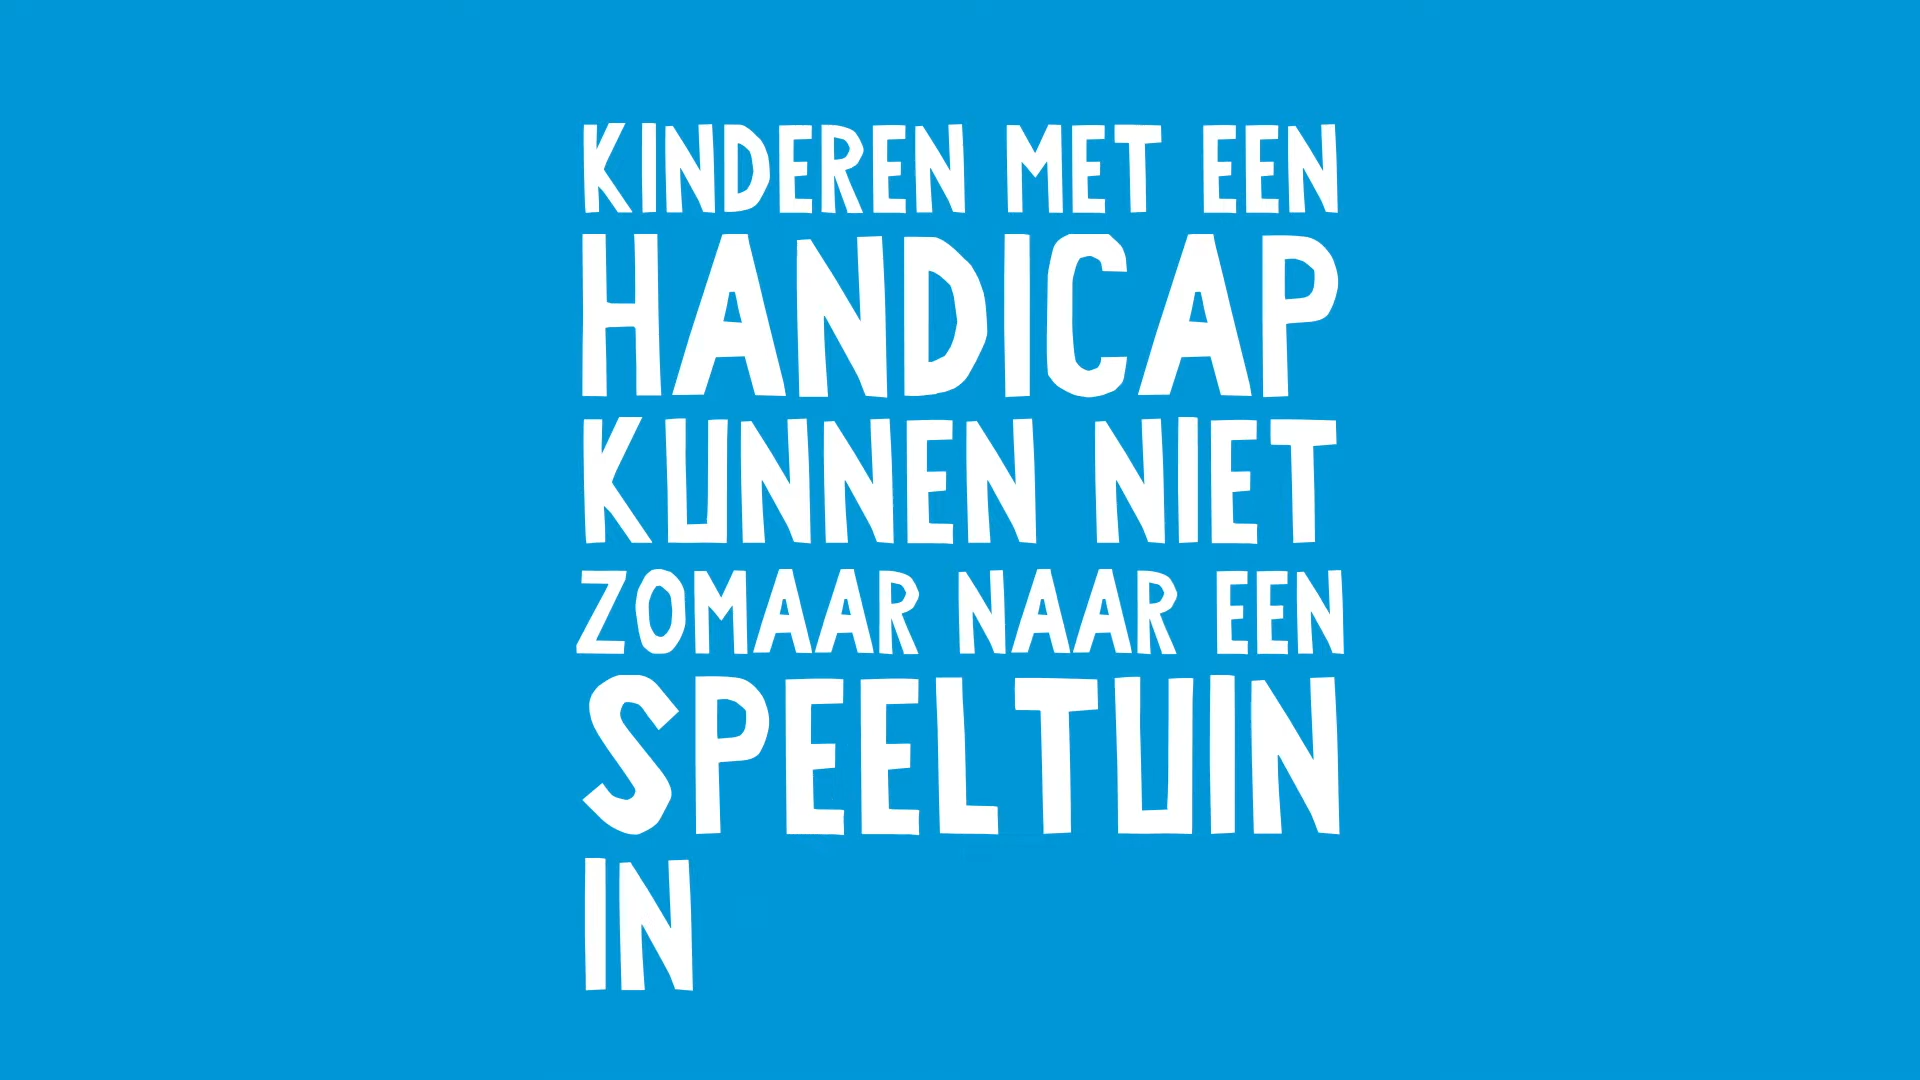 KINDEREN MET EEN
HANDICAP
KUNNEN NIET
ZOMAAR NAAR EEN
SPEELTUIN
IN